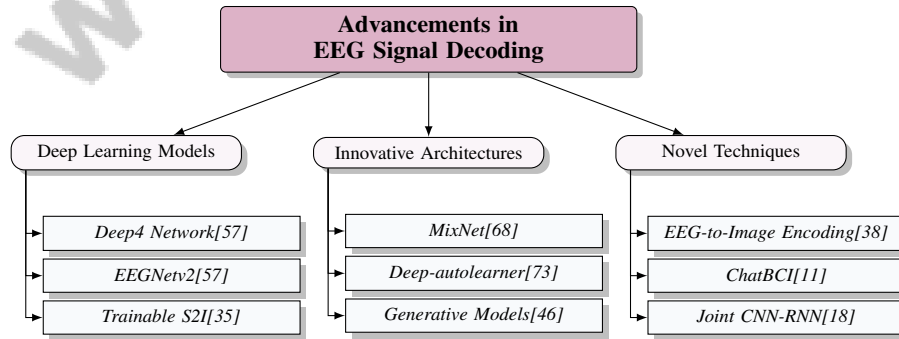 Advancements in
EEG Signal Decoding
Deep Learning Models
Innovative Architectures
Novel Techniques
Deep4 Network[57]
MixNet[68]
EEG-to-Image Encoding[38]
EEGNetv2[57]
Deep-autolearner[73]
ChatBCI[11]
Trainable S2I[35]
Generative Models[46]
Joint CNN-RNN[18]